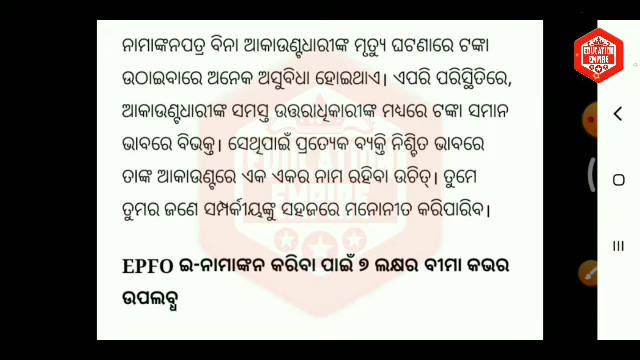 ନାମାଙ୍କନପତ୍ର ବିନା ଆକାଉଣ୍ଟଧାରୀଙ୍କ ମୃତ୍ୟୁ ଘଟଣାରେ ଟଙ୍କା
ଉଠାଇବାରେ ଅନେକ ଅସୁବିଧା ହୋଇଥାଏ। ଏପରି ପରିସ୍ଥିତିରେ,
ଆକାଉଣ୍ଟଧାରୀଙ୍କ ସମସ୍ତ ଉତ୍ତରାଧିକାରୀଙ୍କ ମଧ୍ୟରେ ଟଙ୍କା ସମାନ
ଭାବରେ ବିଭକ୍ତ। ସେଥିପାଇଁ ପ୍ରତ୍ୟେକ ବ୍ୟକ୍ତି ନିଶ୍ଚିତ ଭାବରେ
ତାଙ୍କ ଆକାଉଣ୍ଟରେ ଏକ ଏକର ନାମ ରହିବା ଉଚିତ୍। ତୁମେ
ତୁମର ଜଣେ ସମ୍ପର୍କୀୟଙ୍କୁ ସହଜରେ ମନୋନୀତ କରିପାରିବ।
EPFO ଇ-ନାମାଙ୍କନ କରିବା ପାଇଁ ୭ ଲକ୍ଷର ବୀମା କଭର
ଉପଲବ୍ଧ
EDUCATION
EMPIRE
EDUCATION
EMPIRE